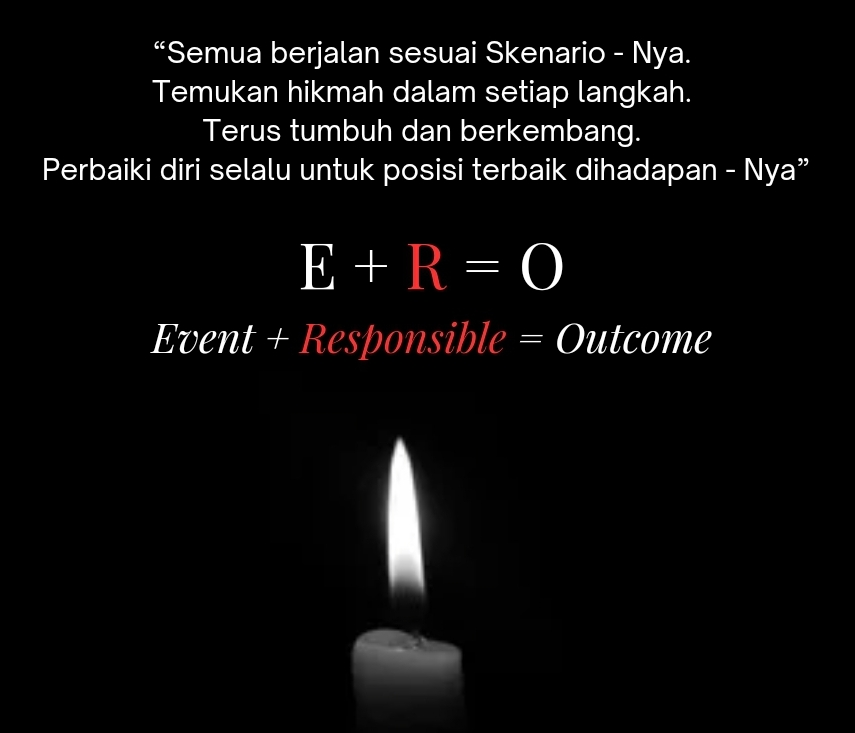 “Semua berjalan sesuai Skenario - Nya.
Temukan hikmah dalam setiap langkah.
Terus tumbuh dan berkembang.
Perbaiki diri selalu untuk posisi terbaik dihadapan - Nya”
E + R = O
Event + Responsible = Outcome